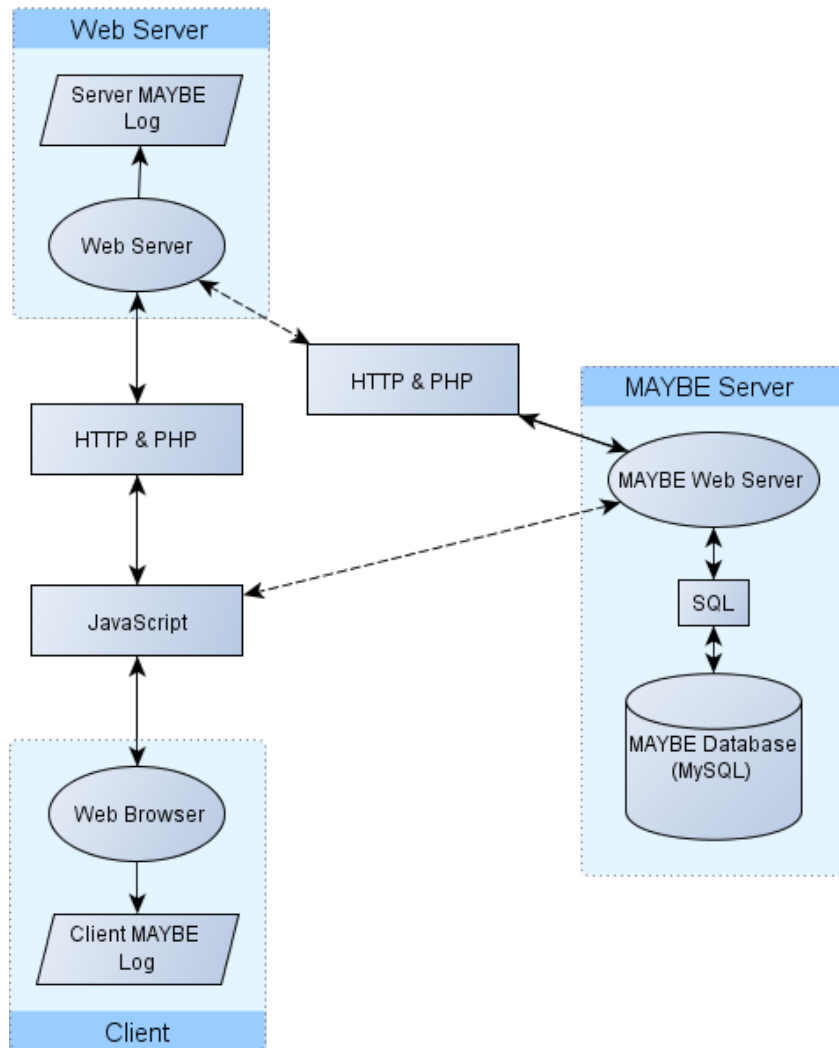 Web Server
Server MAYBE
Log
Web Server
HTTP & PHP
MAYBE Server
HTTP & PHP
MAYBE Web Server
SQL
JavaScript
MAYBE Database
(MySQL)
Web Browser
Client MAYBE
Log
Client